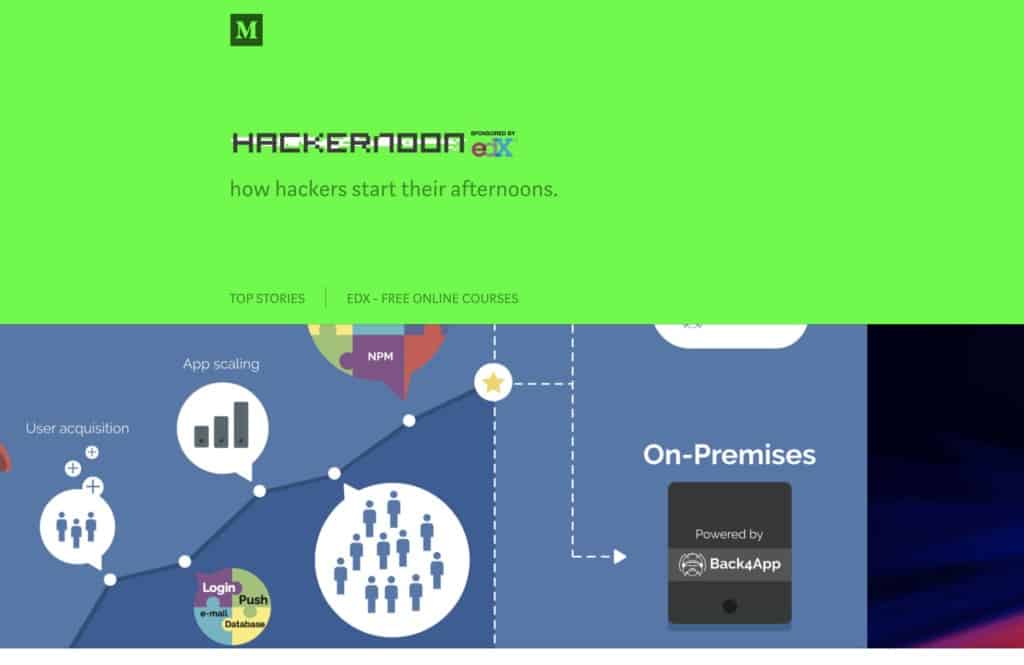 M
HACKERNOON
SPONSORED BY
edX
how hackers start their afternoons.
TOP STORIES
EDX - FREE ONLINE COURSES
NPM
App scaling
User acquisition
On-Premises
Powered by
Back4App
Login
Push
e-mail
Database